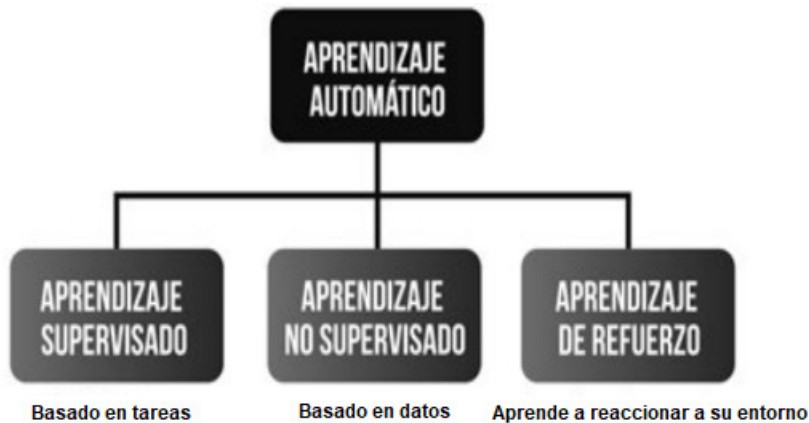 APRENDIZAJE
AUTOMÁTICO
APRENDIZAJE
SUPERVISADO
APRENDIZAJE
NO SUPERVISADO
APRENDIZAJE
DE REFUERZO
Basado en tareas
Basado en datos
Aprende a reaccionar a su entorno